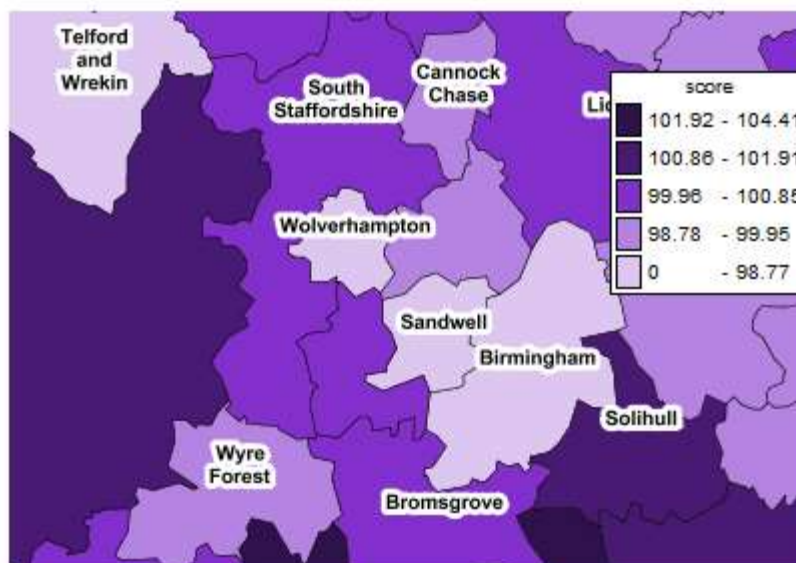 Telford
and
Wrekin
South
Staffordshire
Cannock
Chase
score
101.92 - 104.41
100.86 - 101.91
99.96 - 100.85
98.78 - 99.95
0 - 98.77
Wolverhampton
Sandwell
Birmingham
Solihull
Wyre
Forest
Bromsgrove